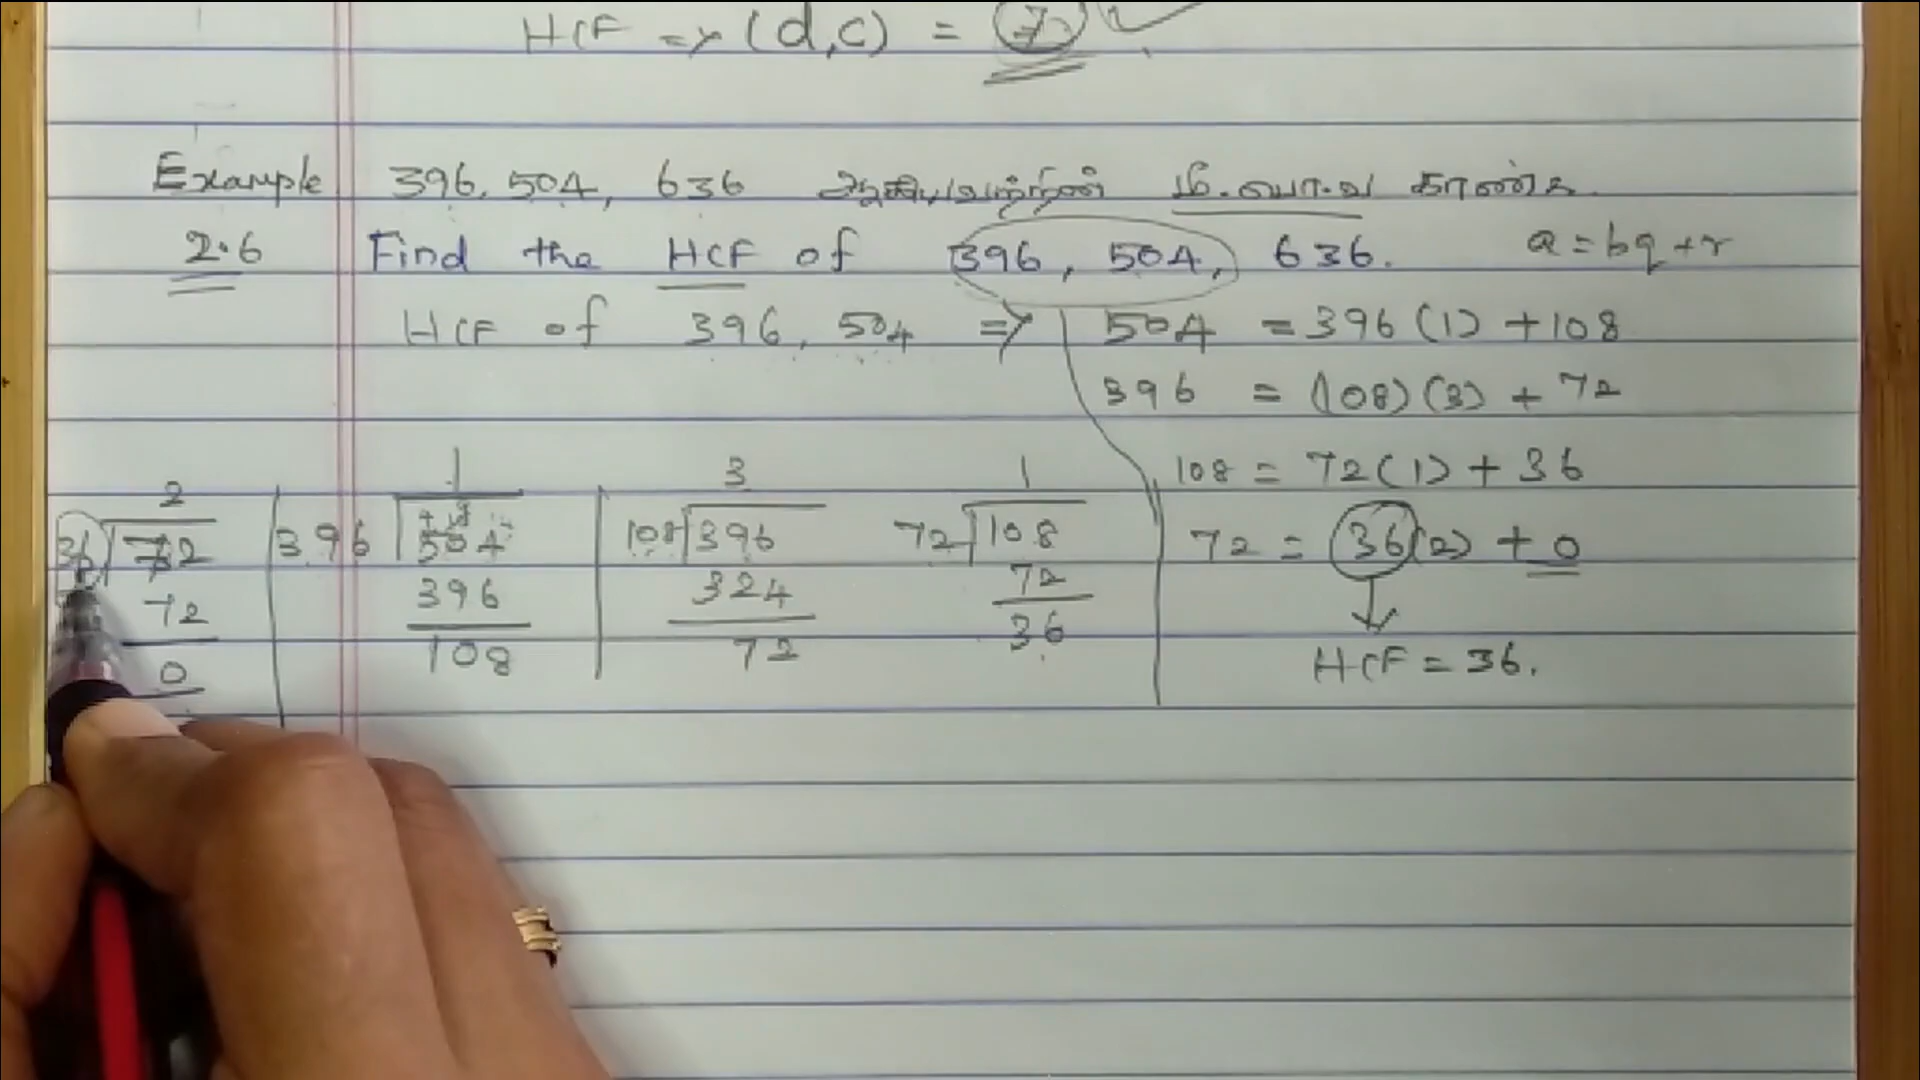 HCF => (d,c) = 7
Example 396, 504, 636 ஆகியவற்றின் மீ.பொ.வ காண்க.
2.6 Find the HCF of 396, 504, 636. a = bq + r
HCF of 396, 504 => 504 = 396 (1) + 108
396 = (108) (3) + 72
1 3 1 108 = 72 (1) + 36
2
36 72 396 504 108 396 72 108 72 = 36 (2) + 0
72 396 324 72
0 108 72 36 HCF = 36.